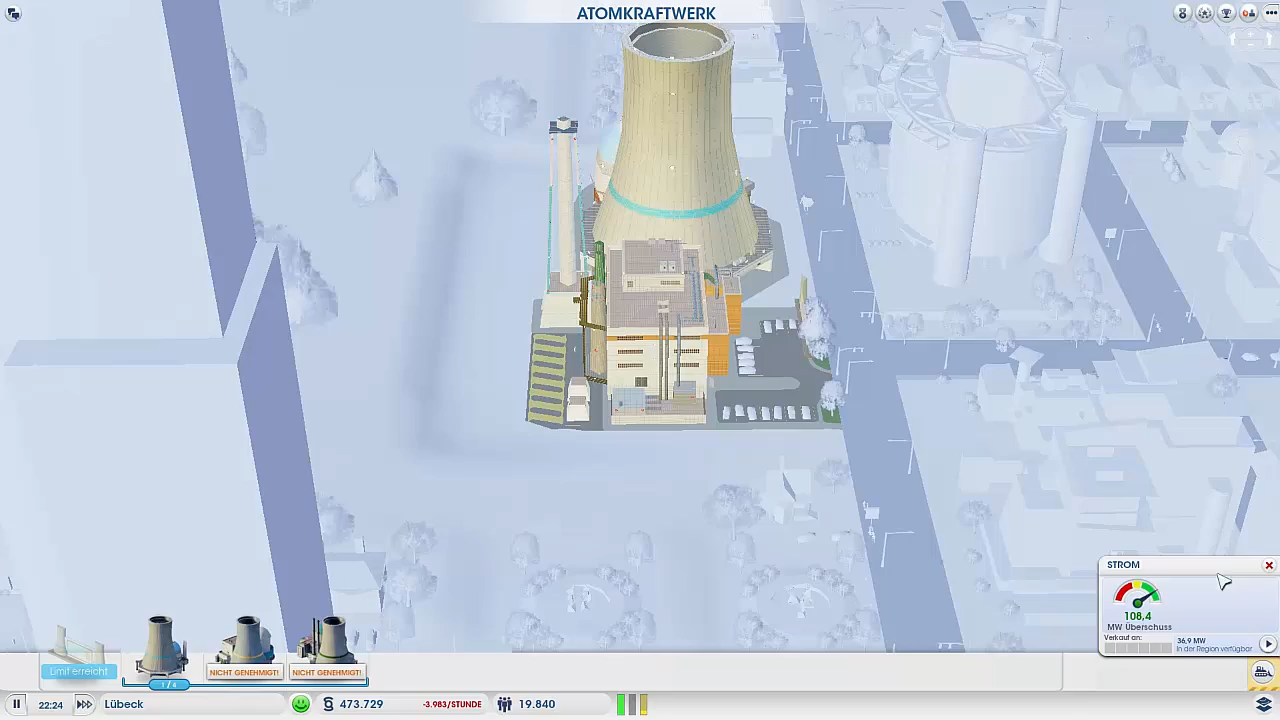 ATOMKRAFTWERK
STROM
108,4
MW Überschuss
Verkauf an:
36,9 MW
in der Region verfügbar
Limit erreicht
NICHT GENEHMIGT!
NICHT GENEHMIGT!
1 / 4
22:24
Lübeck
473.729
-3.983/STUNDE
19.840